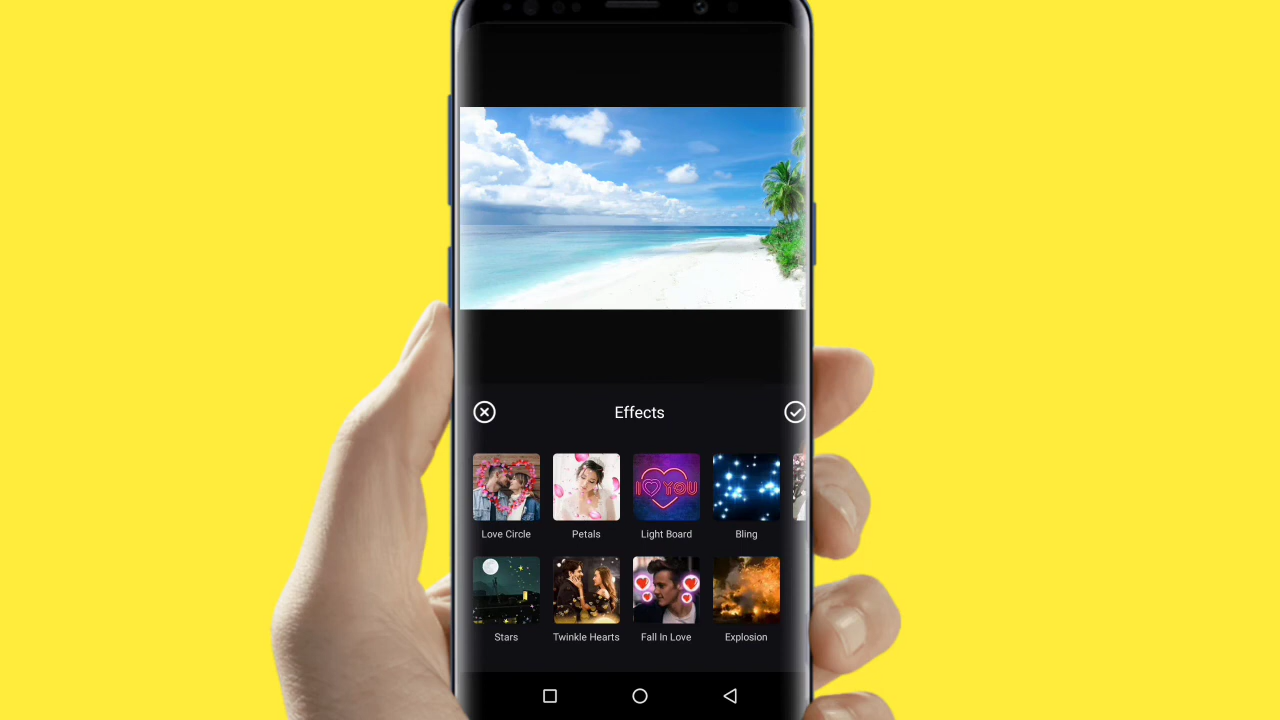 Effects
Love Circle
Petals
I YOU
Light Board
Bling
Stars
Twinkle Hearts
Fall In Love
Explosion